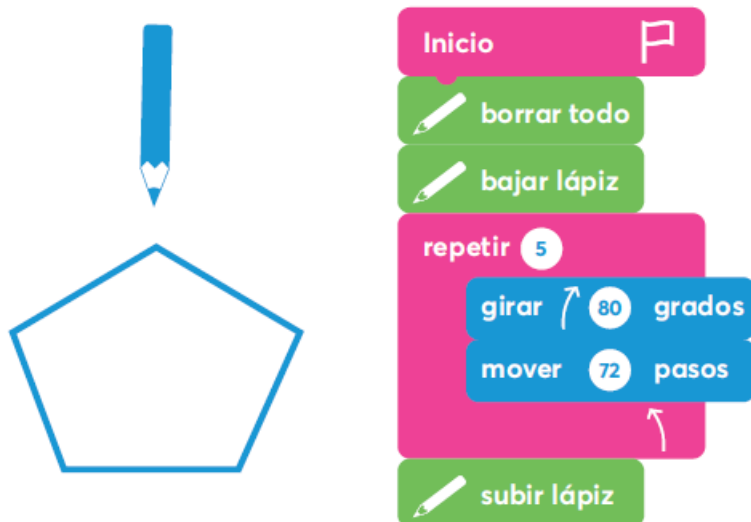 Inicio
borrar todo
bajar lápiz
repetir 5
girar 80 grados
mover 72 pasos
subir lápiz